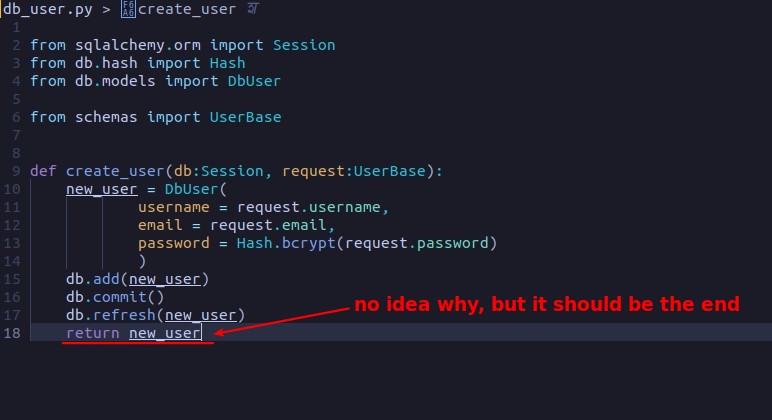 db_user.py > create_user
1
2 from sqlalchemy.orm import Session
3 from db.hash import Hash
4 from db.models import DbUser
5
6 from schemas import UserBase
7
8
9 def create_user(db:Session, request:UserBase):
10 new_user = DbUser(
11 username = request.username,
12 email = request.email,
13 password = Hash.bcrypt(request.password)
14 )
15 db.add(new_user)
16 db.commit()
no idea why, but it should be the end
17 db.refresh(new_user)
18 return new_user